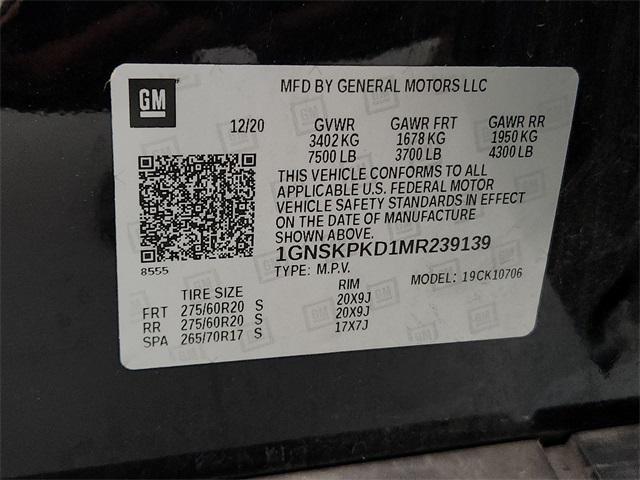 GM
MFD BY GENERAL MOTORS LLC
12/20 GVWR GAWR FRT GAWR RR
3402 KG 1678 KG 1950 KG
7500 LB 3700 LB 4300 LB
THIS VEHICLE CONFORMS TO ALL
APPLICABLE U.S. FEDERAL MOTOR
VEHICLE SAFETY STANDARDS IN EFFECT
ON THE DATE OF MANUFACTURE
SHOWN ABOVE.
8555
1GNSKPKD1MR239139
TYPE: M.P.V. MODEL: 19CK10706
TIRE SIZE RIM
FRT 275/60R20 S 20X9J
RR 275/60R20 S 20X9J
SPA 265/70R17 S 17X7J